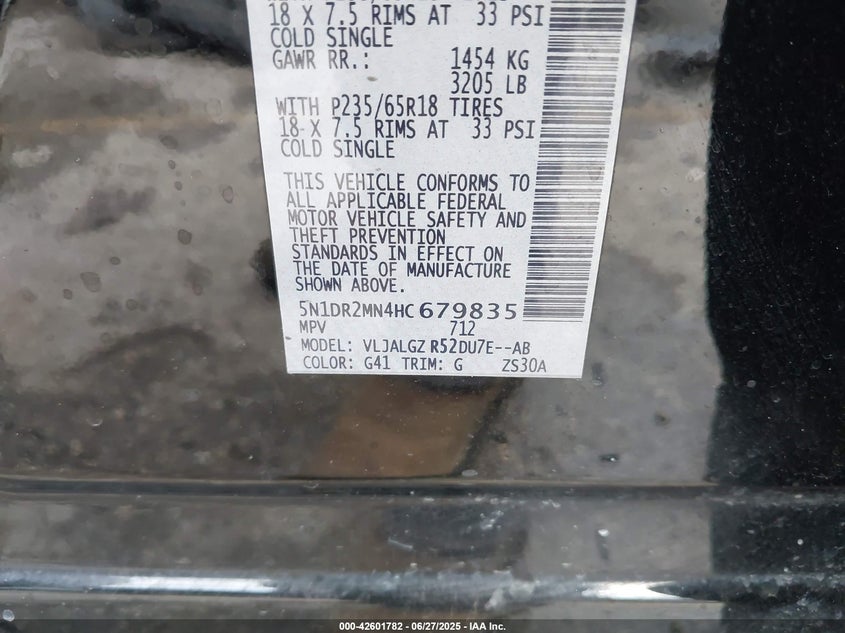 18 X 7.5 RIMS AT 33 PSI
COLD SINGLE
GAWR RR.: 1454 KG
3205 LB
WITH P235/65R18 TIRES
18 X 7.5 RIMS AT 33 PSI
COLD SINGLE
THIS VEHICLE CONFORMS TO
ALL APPLICABLE FEDERAL
MOTOR VEHICLE SAFETY AND
THEFT PREVENTION
STANDARDS IN EFFECT ON
THE DATE OF MANUFACTURE
SHOWN ABOVE.
5N1DR2MN4HC679835
MPV 712
MODEL: VLJALGZ R52DU7E--AB
COLOR: G41 TRIM: G ZS30A
000-42601782 - 06/27/2025 - IAA Inc.